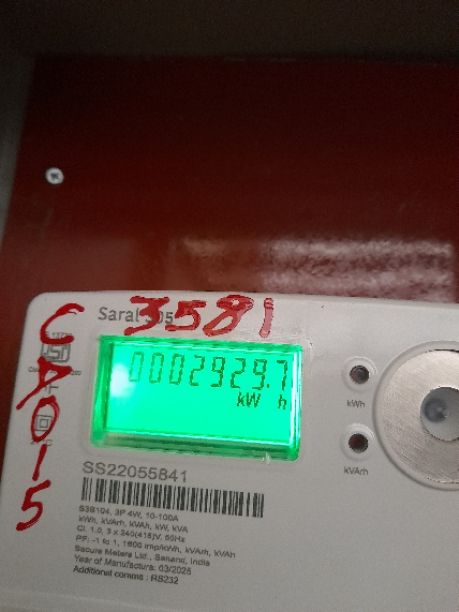 Saral 305
3581
CA015
0002929.7
kW h
kWh
kVArh
SS22055841
S3B104, 3P 4W, 10-100A
kWh, kVArh, kVAh, kW, kVA
Cl. 1.0, 3 x 240(415)V, 50Hz
PF: -1 to 1, 1600 imp/kWh, kVArh, kVAh
Secure Meters Ltd., Sanand, India
Year of Manufacture: 03/2025
Additional comms : RS232